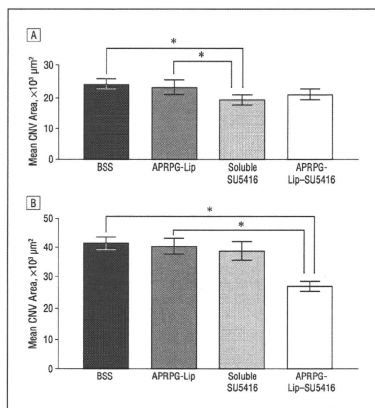 A
*
*
Mean CNV Area, ×10³ µm²
30
20
10
0
BSS
APRPG-Lip
Soluble
SU5416
APRPG-
Lip–SU5416
B
*
*
Mean CNV Area, ×10³ µm²
50
40
30
20
10
0
BSS
APRPG-Lip
Soluble
SU5416
APRPG-
Lip–SU5416